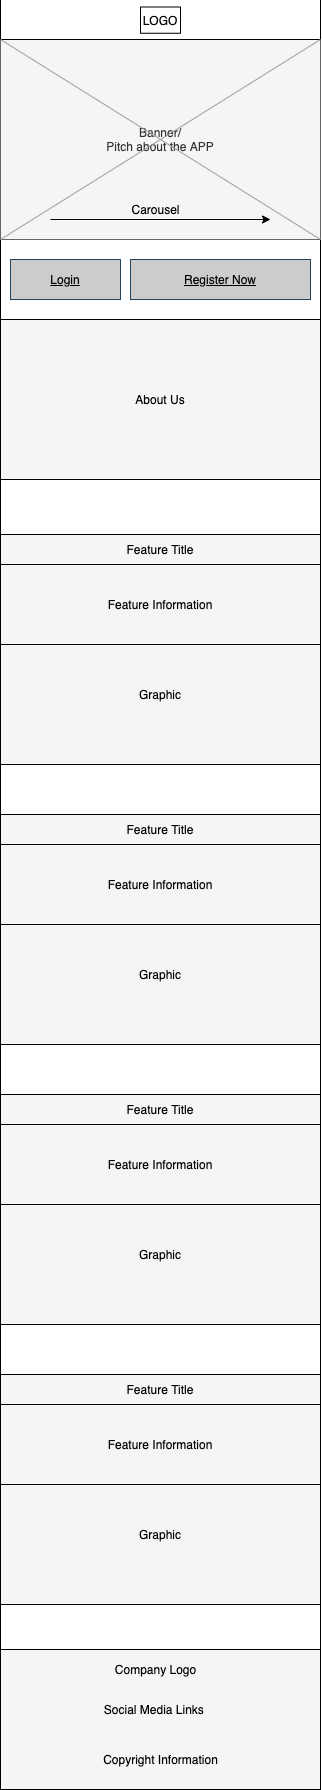 LOGO
Banner/
Pitch about the APP
Carousel
Login
Register Now
About Us
Feature Title
Feature Information
Graphic
Feature Title
Feature Information
Graphic
Feature Title
Feature Information
Graphic
Feature Title
Feature Information
Graphic
Company Logo
Social Media Links
Copyright Information